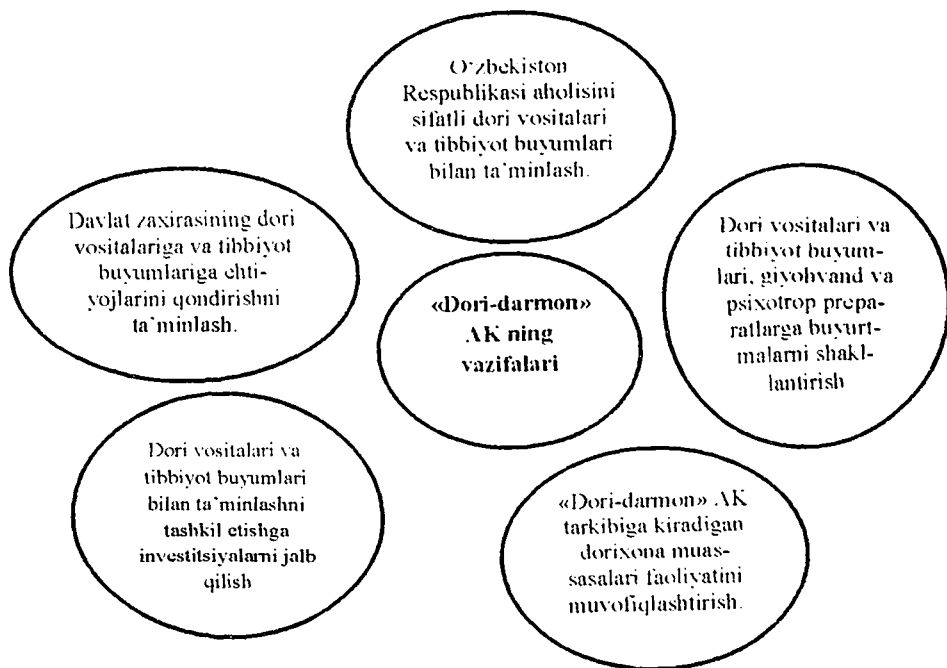 O‘zbekiston
Respublikasi aholisini
sifatli dori vositalari
va tibbiyot buyumlari
bilan ta’minlash.
Davlat zaxirasining dori
vositalariga va tibbiyot
buyumlariga ehti-
yojlarini qondirishni
ta’minlash.
«Dori-darmon»
AK ning
vazifalari
Dori vositalari va
tibbiyot buyum-
lari, giyohvand va
psixotrop prepa-
ratlarga buyurt-
malarni shakl-
lantirish
Dori vositalari va
tibbiyot buyumlari
bilan ta’minlashni
tashkil etishga
investitsiyalarni jalb
qilish
«Dori-darmon» AK
tarkibiga kiradigan
dorixona muas-
sasalari faoliyatini
muvofiqlashtirish.